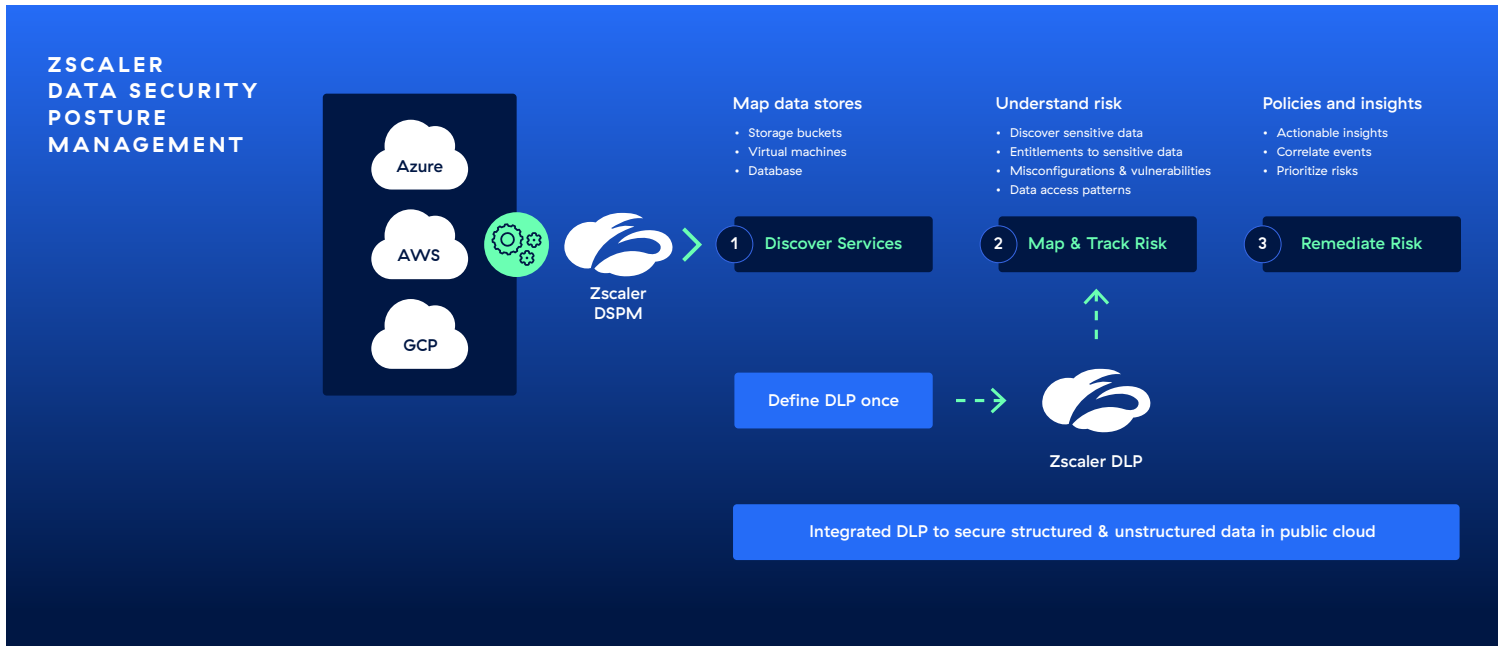 ZSCALER
DATA SECURITY
POSTURE
MANAGEMENT
Azure
AWS
GCP
Zscaler
DSPM
Map data stores
• Storage buckets
• Virtual machines
• Database
1 Discover Services
Understand risk
• Discover sensitive data
• Entitlements to sensitive data
• Misconfigurations & vulnerabilities
• Data access patterns
2 Map & Track Risk
Policies and insights
• Actionable insights
• Correlate events
• Prioritize risks
3 Remediate Risk
Define DLP once
Zscaler DLP
Integrated DLP to secure structured & unstructured data in public cloud